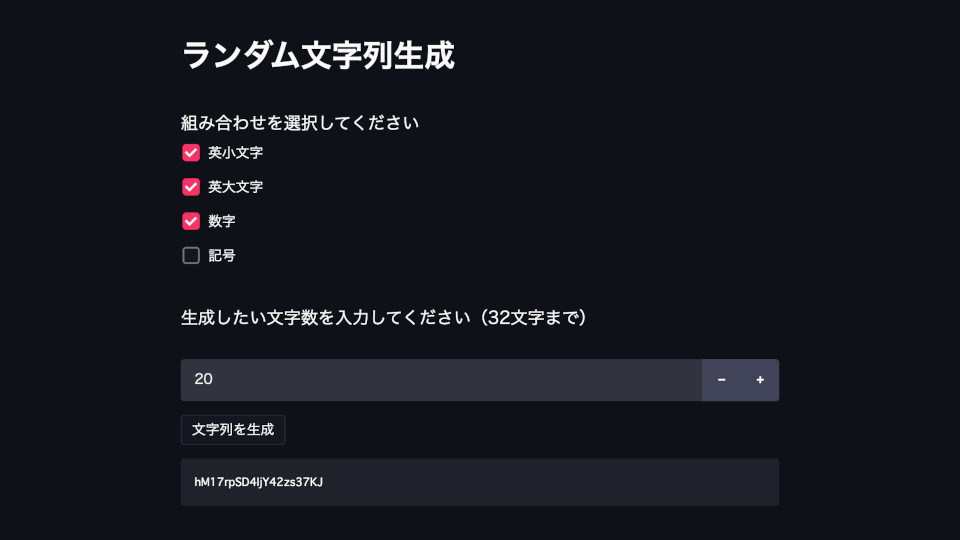 ランダム文字列生成
組み合わせを選択してください
英小文字
英大文字
数字
記号
生成したい文字数を入力してください（32文字まで）
20
− +
文字列を生成
hM17rpSD4ljY42zs37KJ